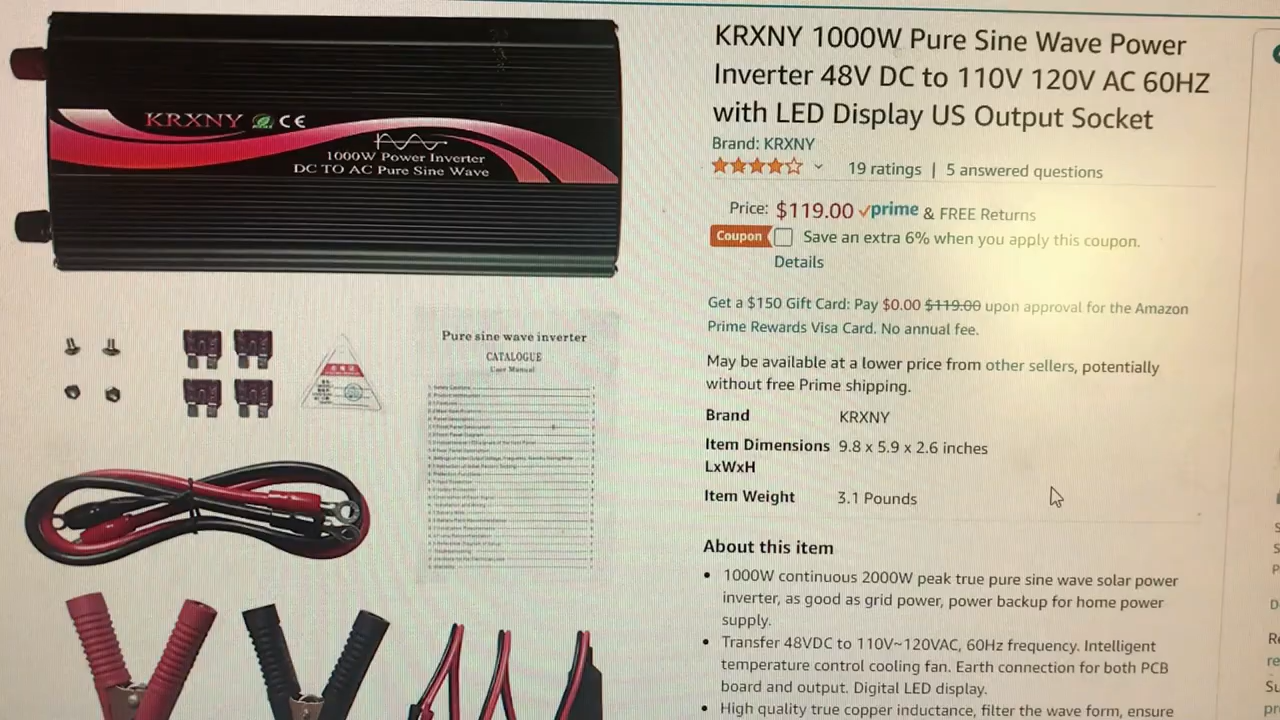 KRXNY 1000W Pure Sine Wave Power
Inverter 48V DC to 110V 120V AC 60HZ
with LED Display US Output Socket
Brand: KRXNY
19 ratings | 5 answered questions
Price: $119.00 prime & FREE Returns
Coupon Save an extra 6% when you apply this coupon.
Details
Get a $150 Gift Card: Pay $0.00 $119.00 upon approval for the Amazon
Prime Rewards Visa Card. No annual fee.
May be available at a lower price from other sellers, potentially
without free Prime shipping.
Brand KRXNY
Item Dimensions 9.8 x 5.9 x 2.6 inches
LxWxH
Item Weight 3.1 Pounds
About this item
• 1000W continuous 2000W peak true pure sine wave solar power
inverter, as good as grid power, power backup for home power
supply.
• Transfer 48VDC to 110V~120VAC, 60Hz frequency. Intelligent
temperature control cooling fan. Earth connection for both PCB
board and output. Digital LED display.
• High quality true copper inductance, filter the wave form, ensure
KRXNY CE
1000W Power Inverter
DC TO AC Pure Sine Wave
Pure sine wave inverter
CATALOGUE
User Manual